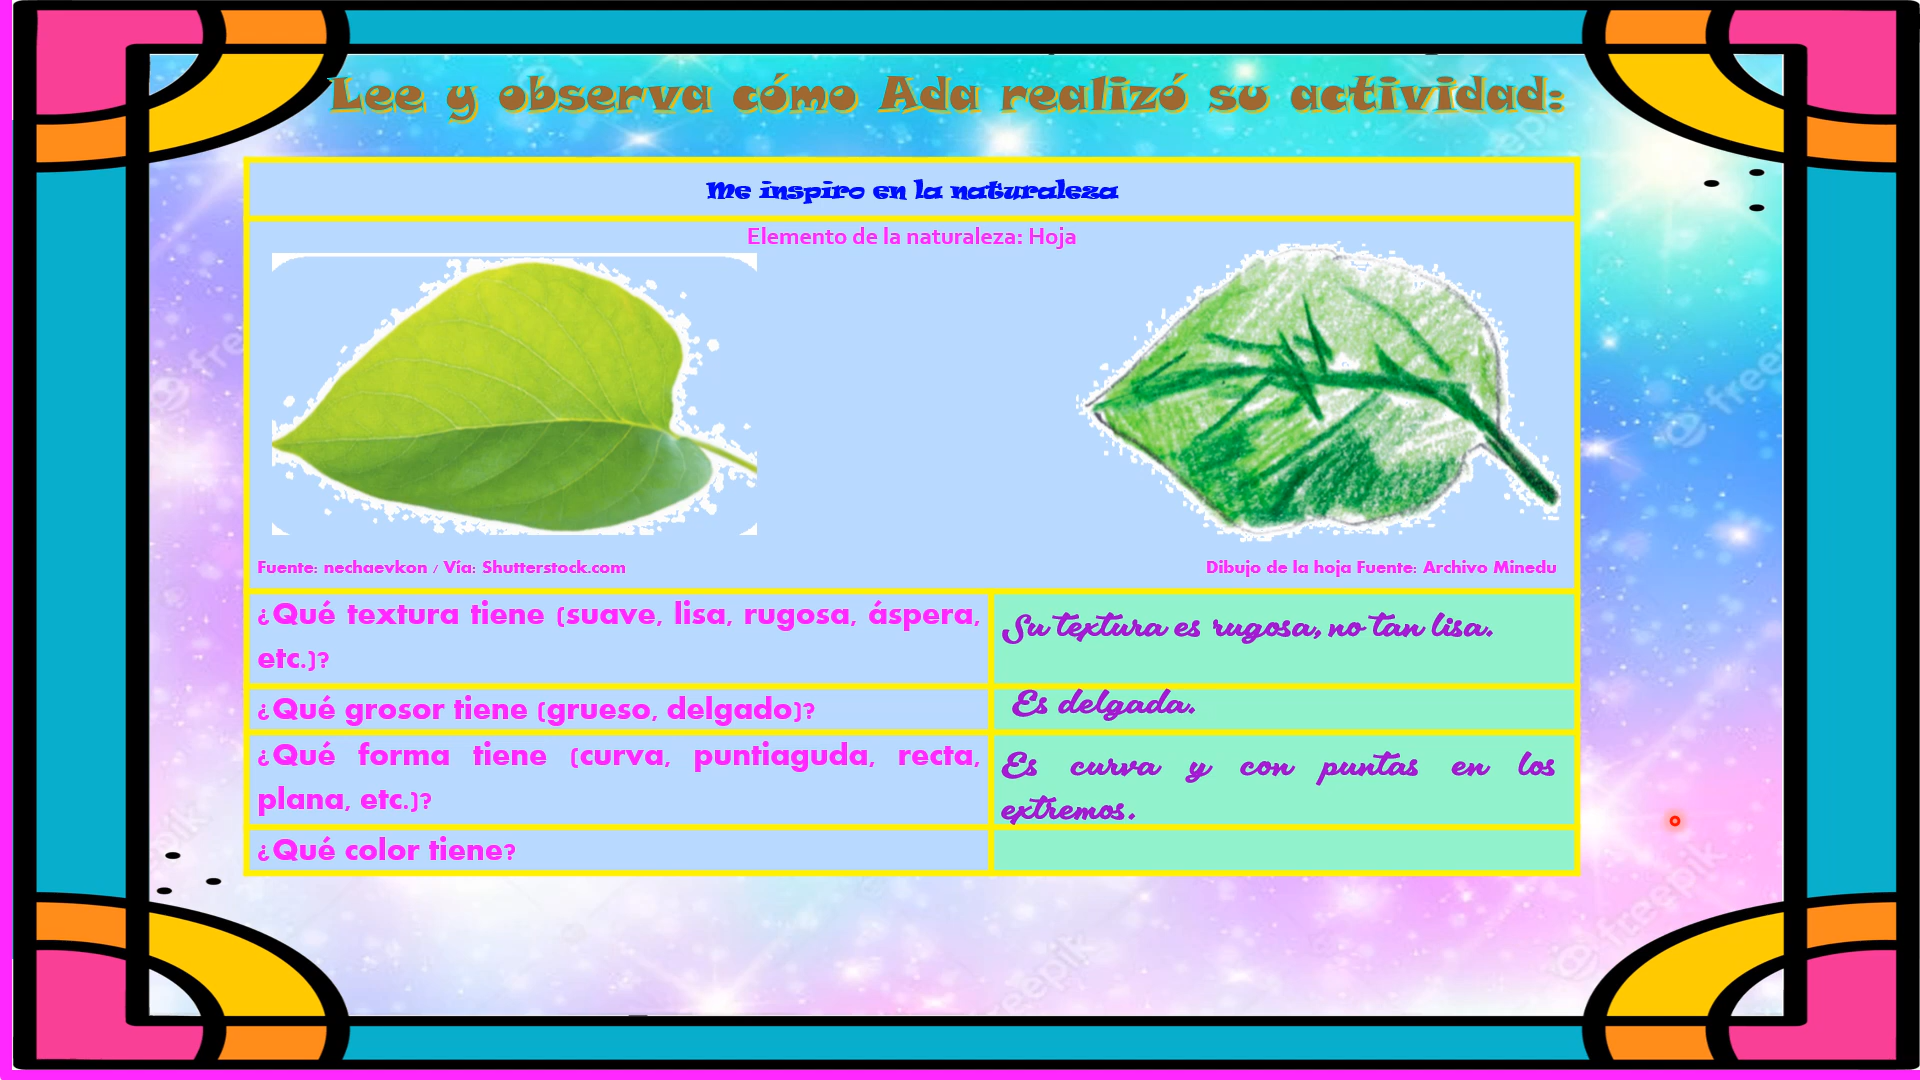 Lee y observa cómo Ada realizó su actividad:
Me inspiro en la naturaleza
Elemento de la naturaleza: Hoja
Fuente: nechaevkon / Vía: Shutterstock.com
Dibujo de la hoja Fuente: Archivo Minedu
¿Qué textura tiene (suave, lisa, rugosa, áspera,
etc.)?
Su textura es rugosa, no tan lisa.
¿Qué grosor tiene (grueso, delgado)?
Es delgada.
¿Qué forma tiene (curva, puntiaguda, recta,
plana, etc.)?
Es curva y con puntas en los
extremos.
¿Qué color tiene?
freepik